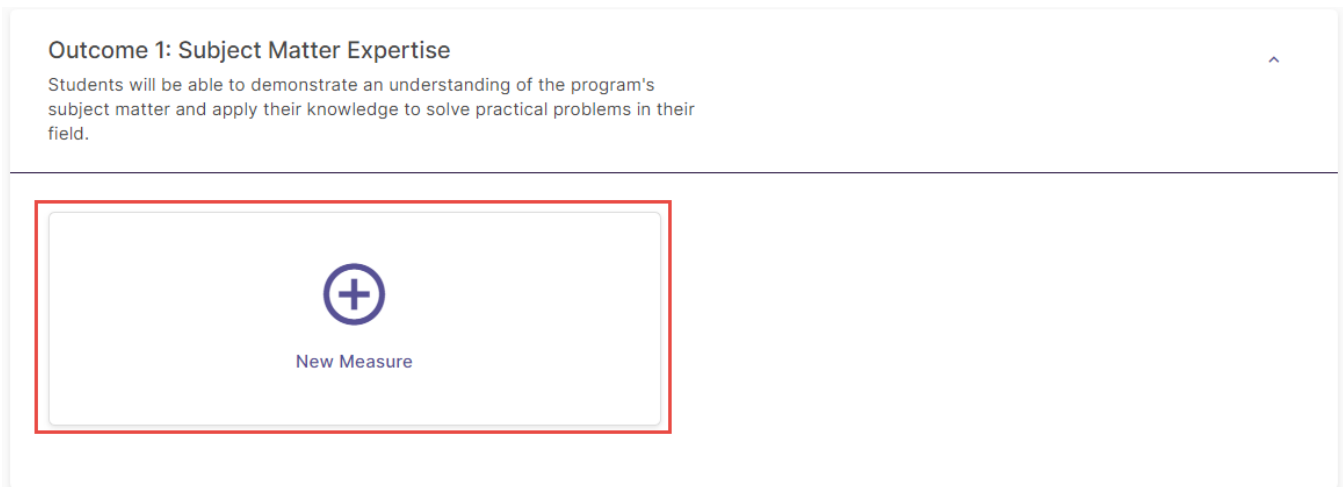 Outcome 1: Subject Matter Expertise
Students will be able to demonstrate an understanding of the program's
subject matter and apply their knowledge to solve practical problems in their
field.
New Measure